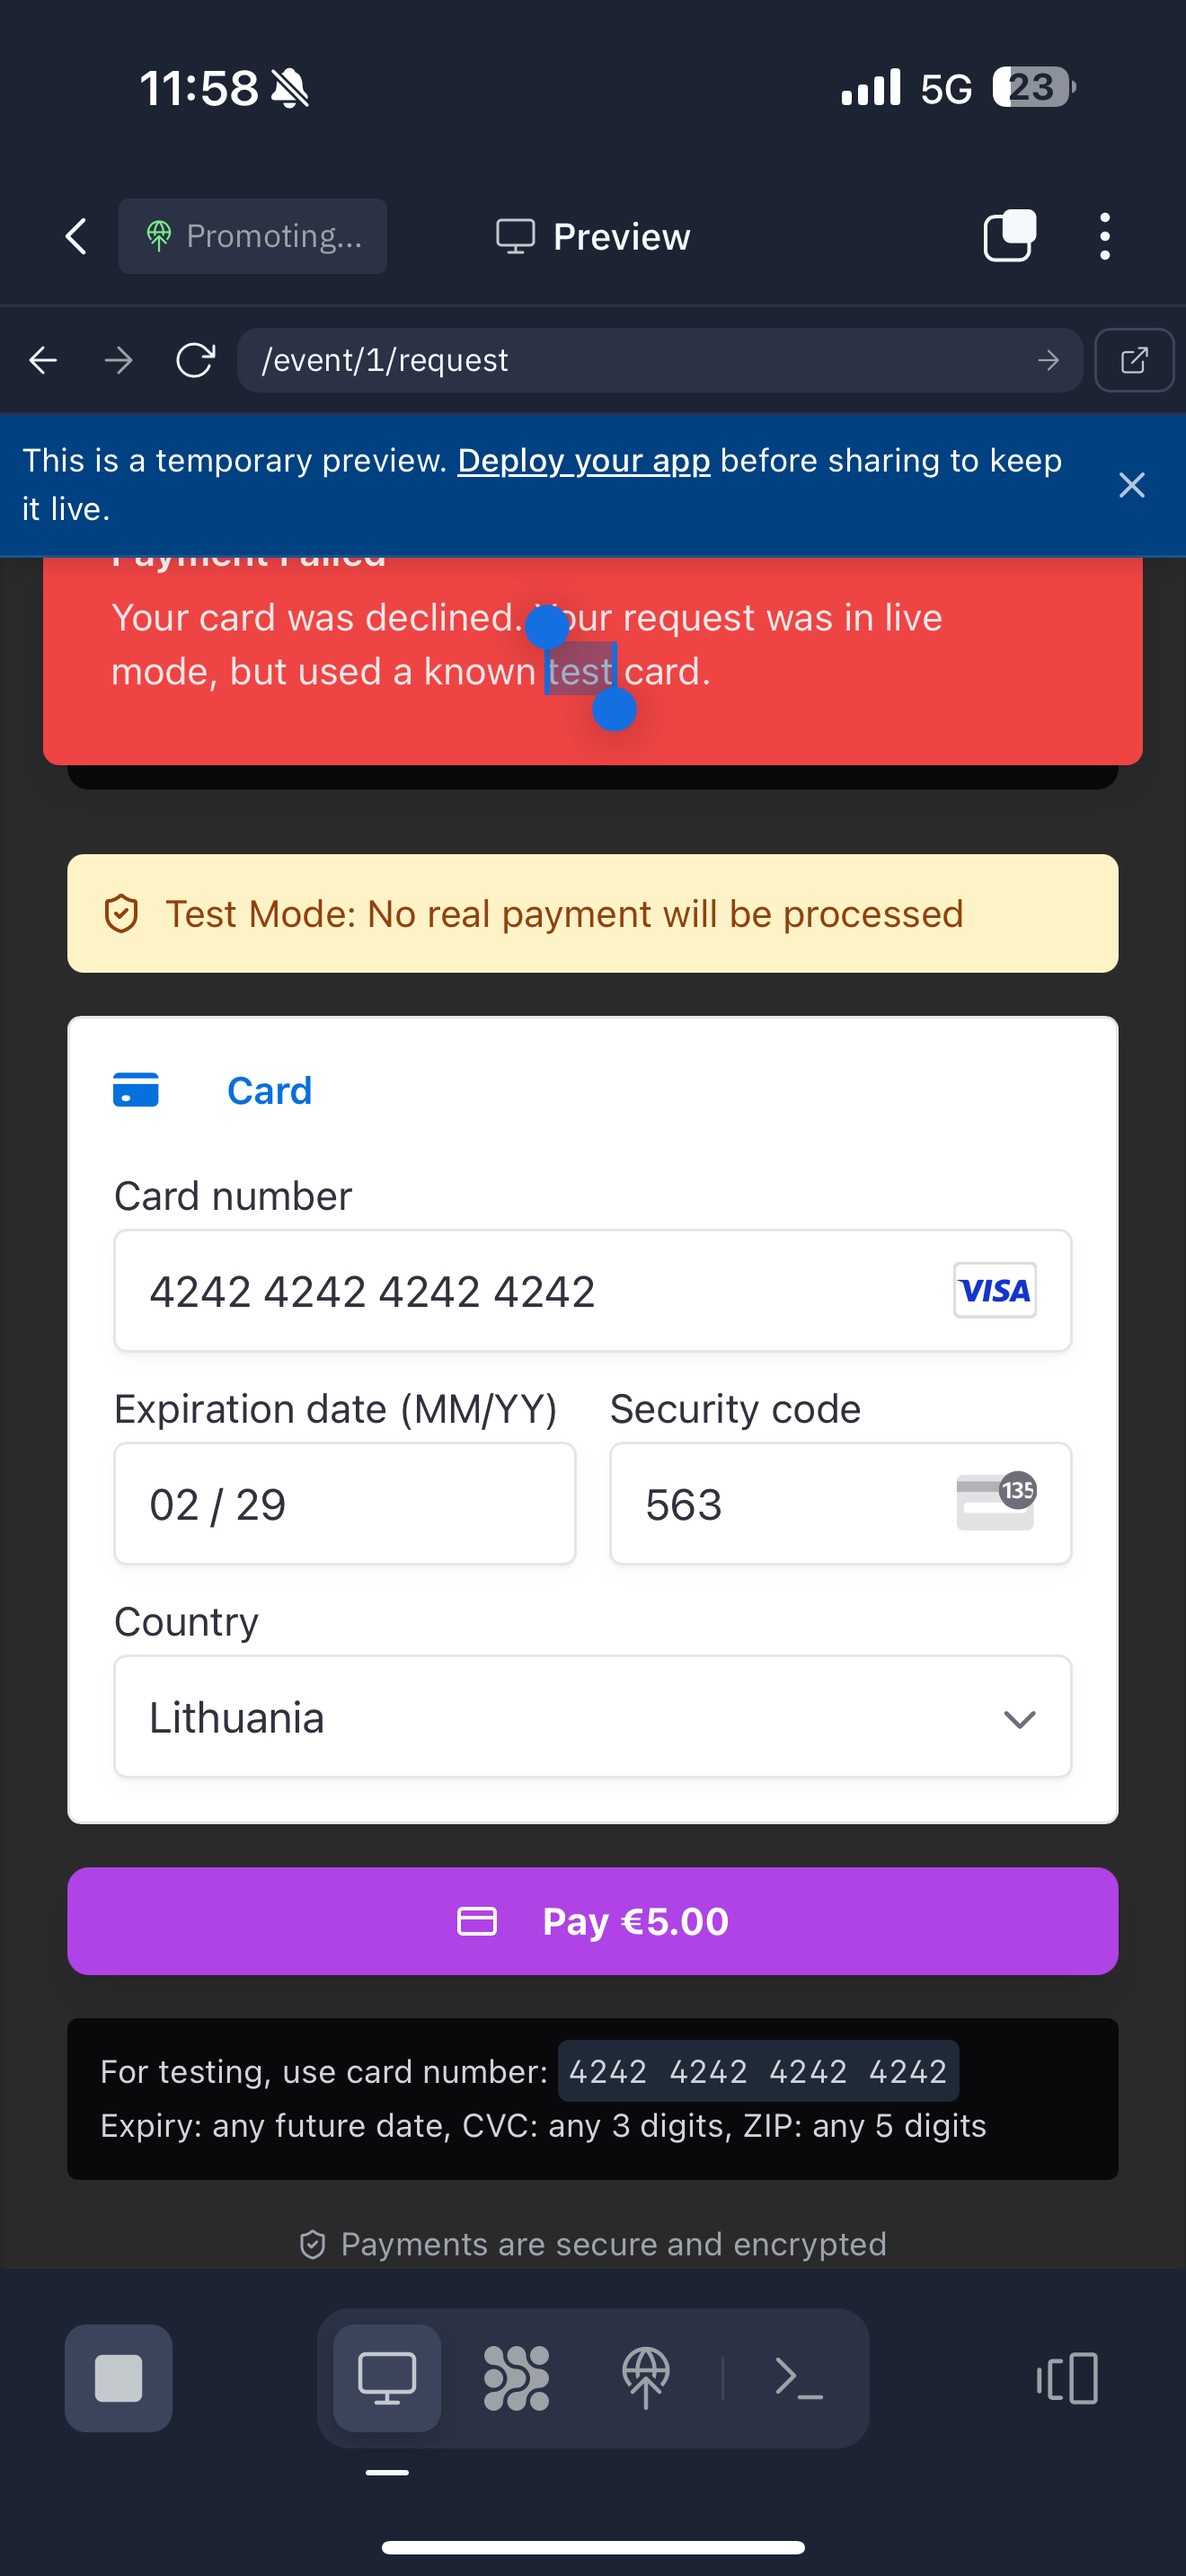 11:58
5G 23
Promoting...
Preview
/event/1/request
This is a temporary preview. Deploy your app before sharing to keep
it live.
Payment Failed
Your card was declined. Your request was in live
mode, but used a known test card.
Test Mode: No real payment will be processed
Card
Card number
4242 4242 4242 4242
VISA
Expiration date (MM/YY)
Security code
02 / 29
563
135
Country
Lithuania
Pay €5.00
For testing, use card number: 4242 4242 4242 4242
Expiry: any future date, CVC: any 3 digits, ZIP: any 5 digits
Payments are secure and encrypted